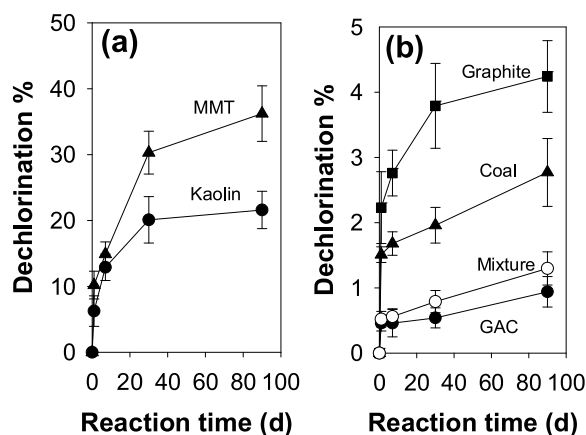 (a)
50
40
30
20
10
0
Dechlorination %
MMT
Kaolin
0 20 40 60 80 100
Reaction time (d)
(b)
5
4
3
2
1
0
Dechlorination %
Graphite
Coal
Mixture
GAC
0 20 40 60 80 100
Reaction time (d)